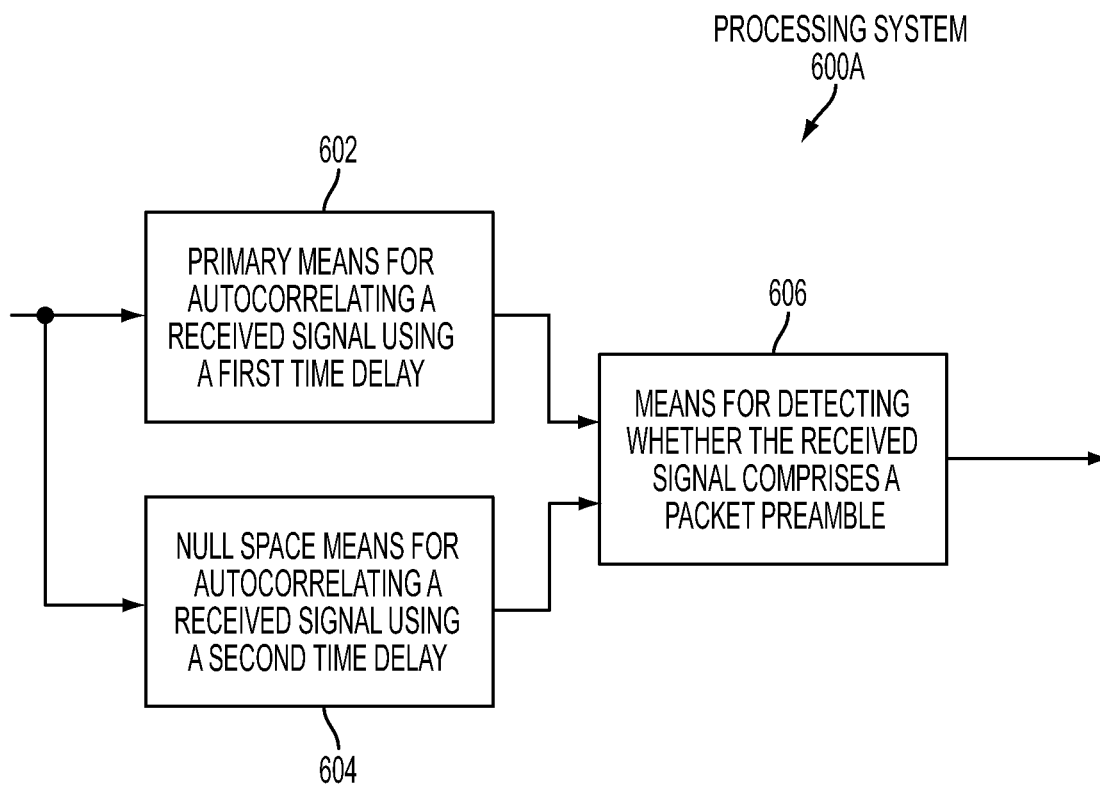 PROCESSING SYSTEM
600A
602
PRIMARY MEANS FOR
AUTOCORRELATING A
RECEIVED SIGNAL USING
A FIRST TIME DELAY
606
MEANS FOR DETECTING
WHETHER THE RECEIVED
SIGNAL COMPRISES A
PACKET PREAMBLE
NULL SPACE MEANS FOR
AUTOCORRELATING A
RECEIVED SIGNAL USING
A SECOND TIME DELAY
604